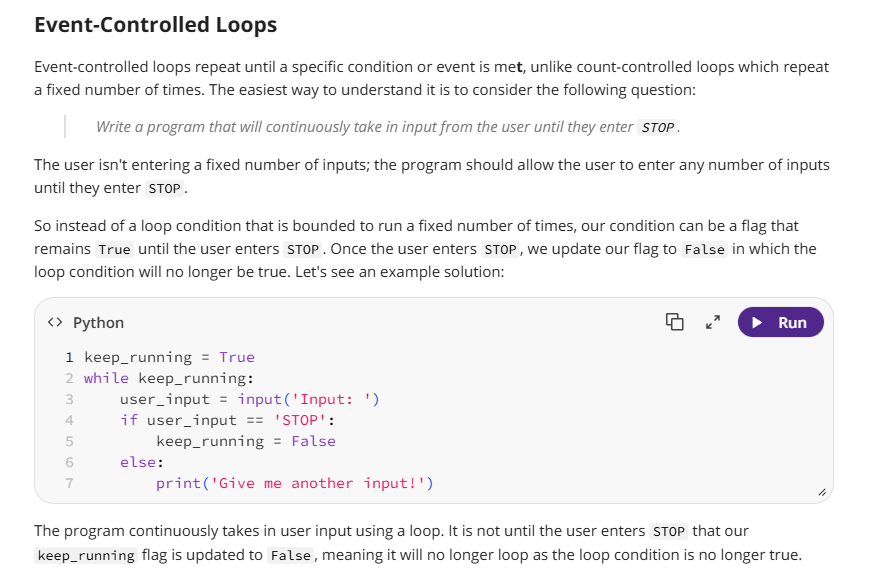 Event-Controlled Loops
Event-controlled loops repeat until a specific condition or event is met, unlike count-controlled loops which repeat
a fixed number of times. The easiest way to understand it is to consider the following question:
Write a program that will continuously take in input from the user until they enter STOP.
The user isn't entering a fixed number of inputs; the program should allow the user to enter any number of inputs
until they enter STOP.
So instead of a loop condition that is bounded to run a fixed number of times, our condition can be a flag that
remains True until the user enters STOP. Once the user enters STOP, we update our flag to False in which the
loop condition will no longer be true. Let's see an example solution:
<> Python Run
1 keep_running = True
2 while keep_running:
3     user_input = input('Input: ')
4     if user_input == 'STOP':
5         keep_running = False
6     else:
7         print('Give me another input!')
The program continuously takes in user input using a loop. It is not until the user enters STOP that our
keep_running flag is updated to False, meaning it will no longer loop as the loop condition is no longer true.